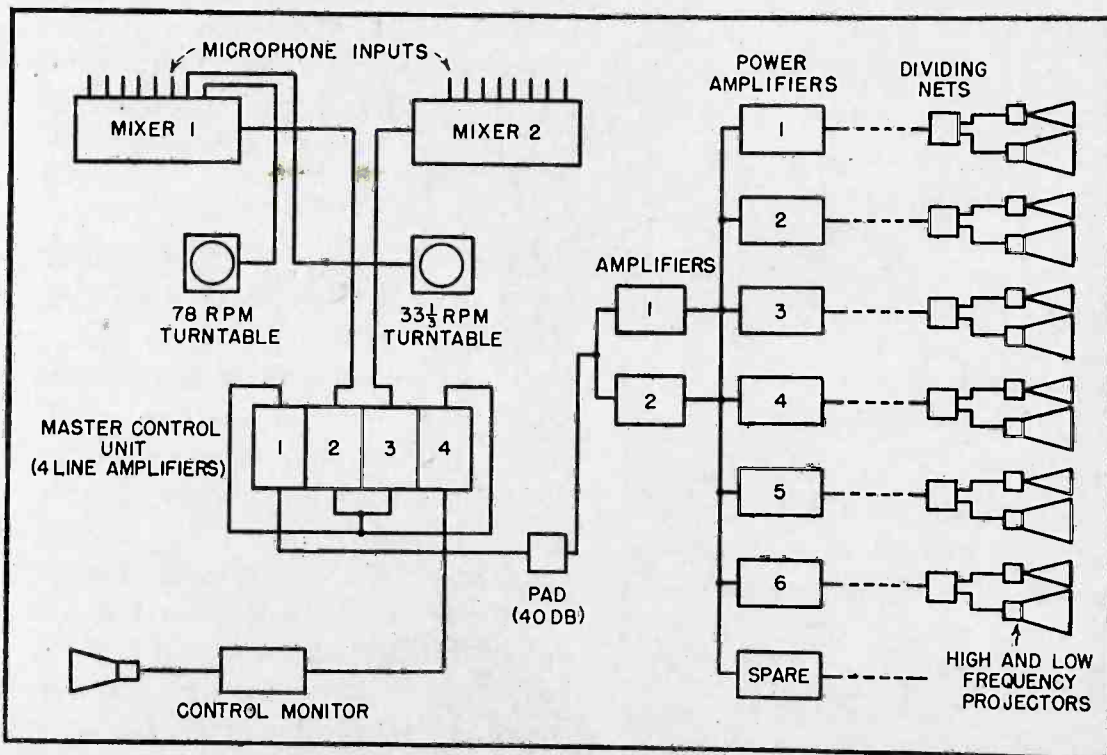 MICROPHONE INPUTS
MIXER 1
MIXER 2
78 RPM
TURNTABLE
33⅓ RPM
TURNTABLE
MASTER CONTROL
UNIT
(4 LINE AMPLIFIERS)
1
2
3
4
PAD
(40 DB)
CONTROL MONITOR
AMPLIFIERS
1
2
POWER
AMPLIFIERS
1
2
3
4
5
6
SPARE
DIVIDING
NETS
HIGH AND LOW
FREQUENCY
PROJECTORS